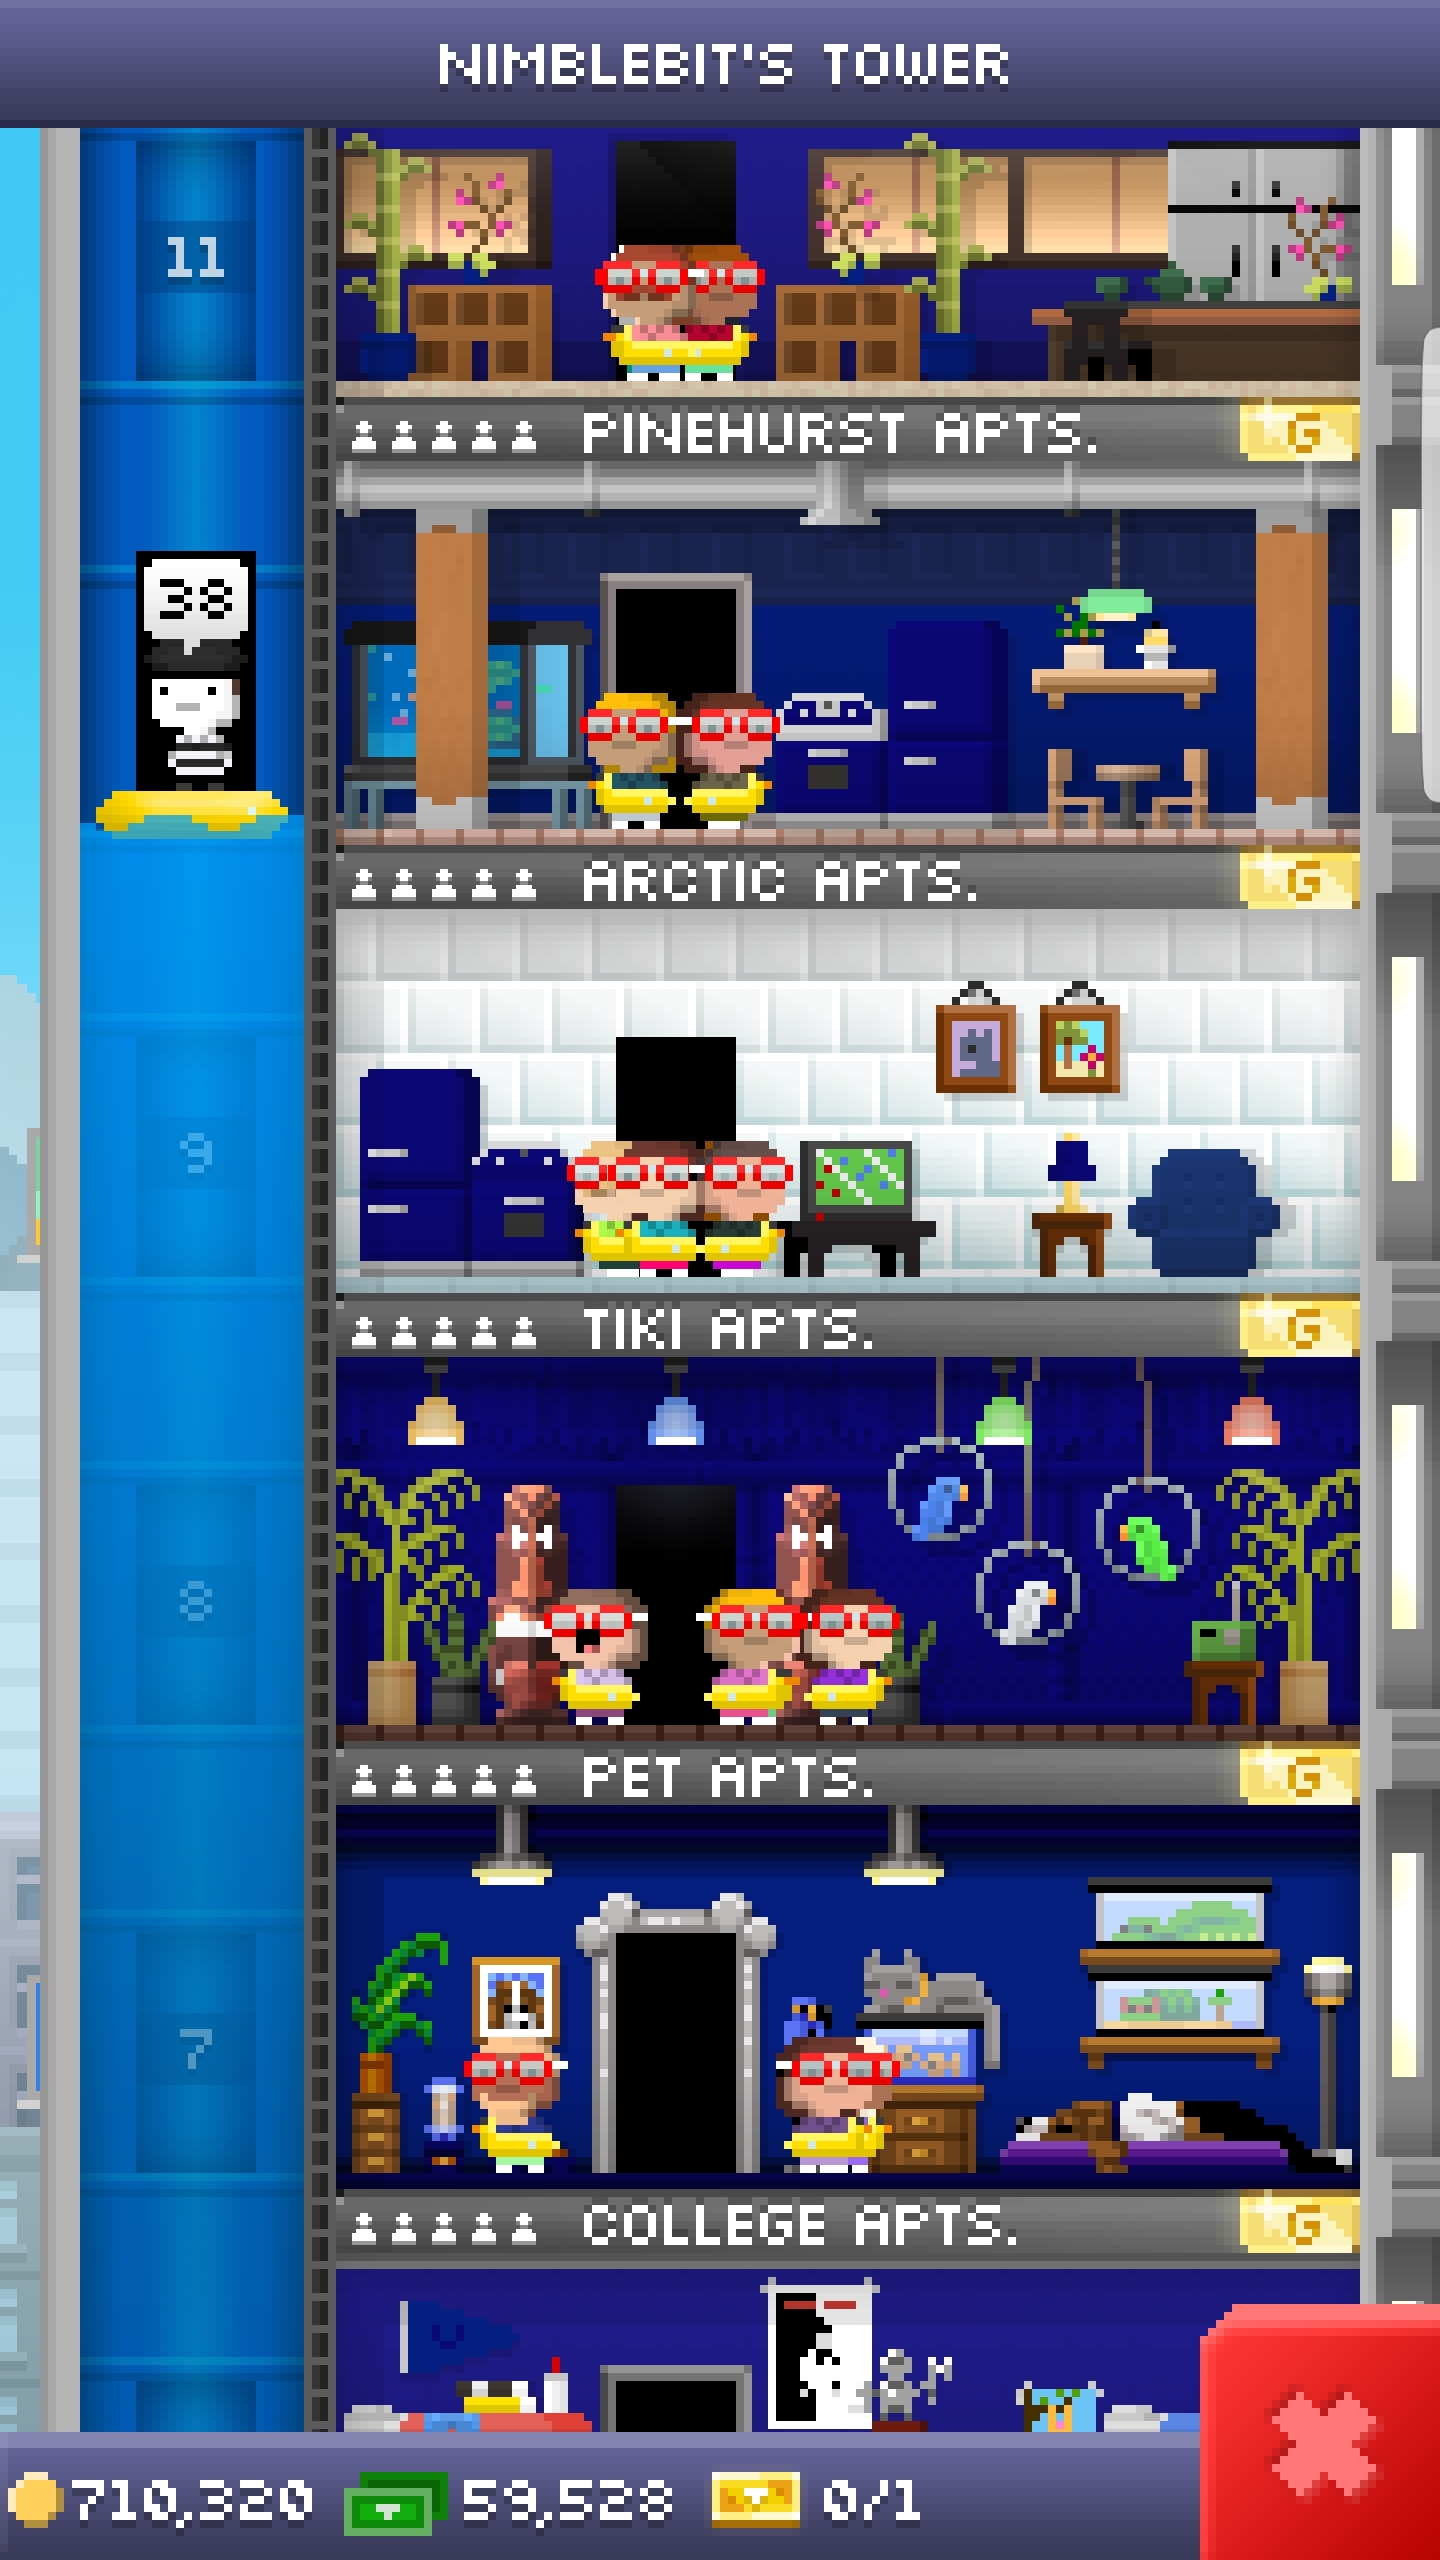 NIMBLEBIT'S TOWER
11
PINEHURST APTS.
G
38
ARCTIC APTS.
G
9
TIKI APTS.
G
8
PET APTS.
G
7
COLLEGE APTS.
G
710,320 59,528 0/1